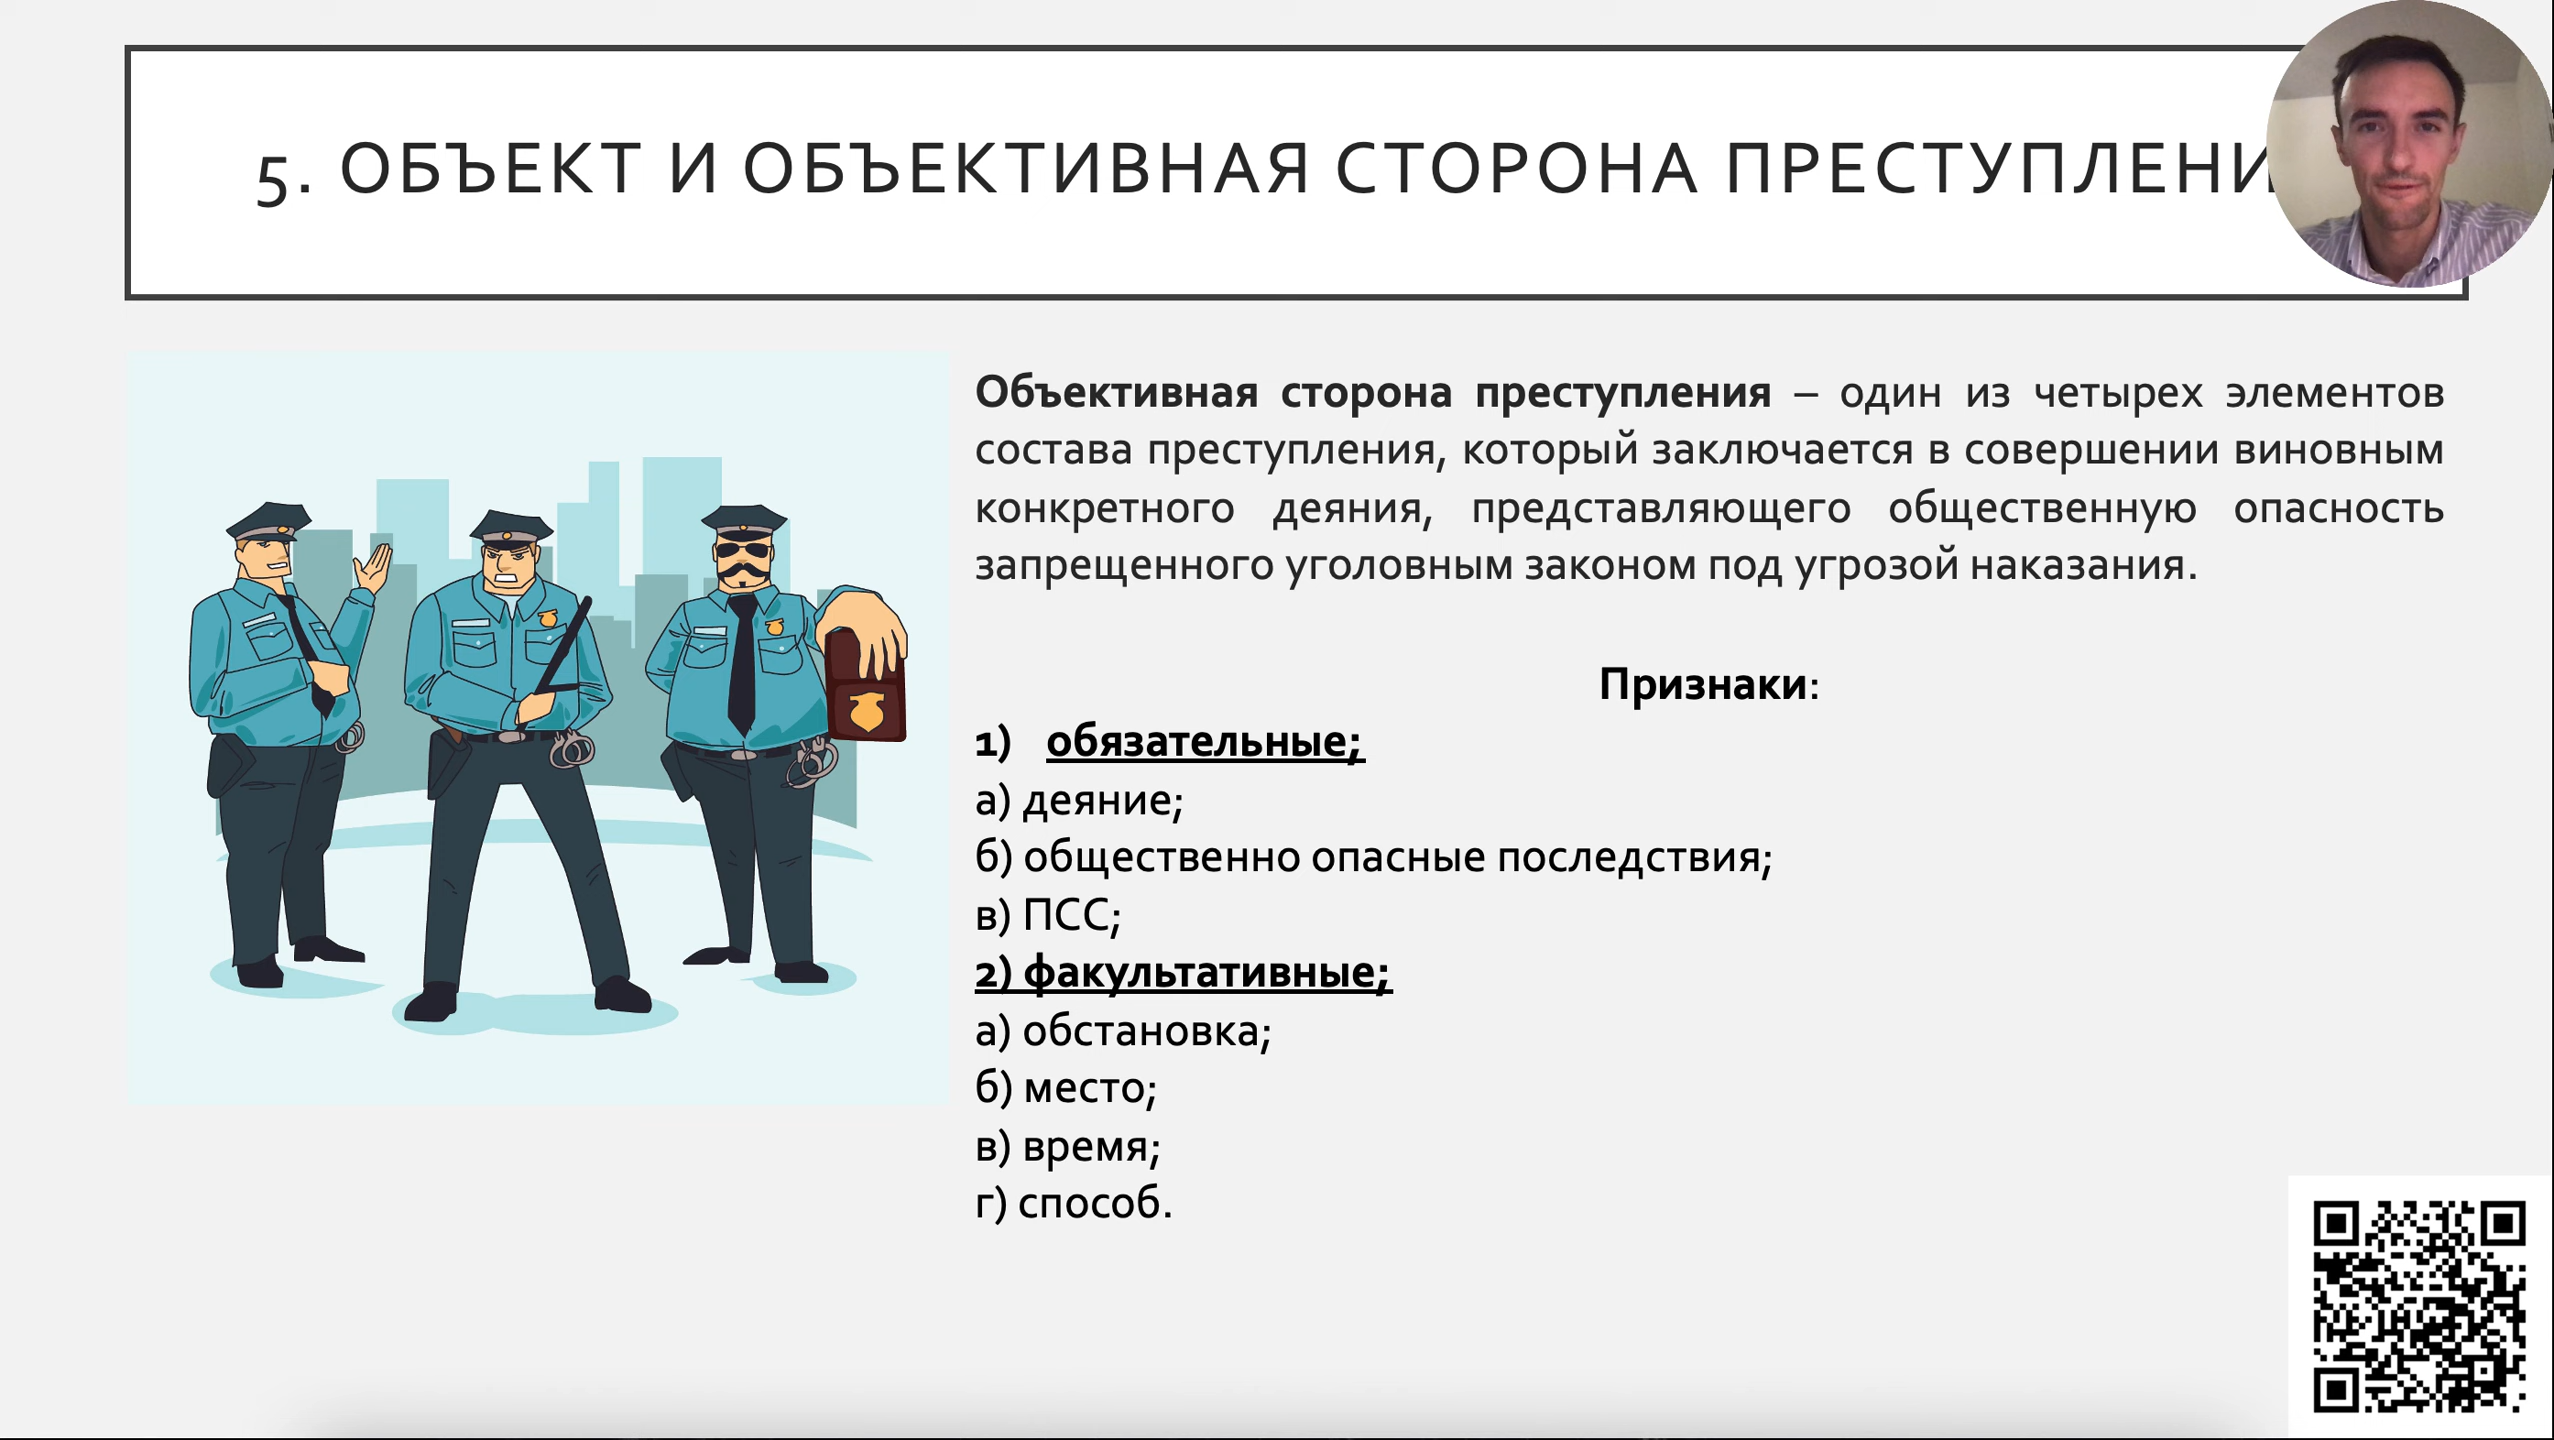 5. ОБЪЕКТ И ОБЪЕКТИВНАЯ СТОРОНА ПРЕСТУПЛЕНИ
Объективная сторона преступления – один из четырех элементов
состава преступления, который заключается в совершении виновным
конкретного деяния, представляющего общественную опасность
запрещенного уголовным законом под угрозой наказания.
Признаки:
1) обязательные;
а) деяние;
б) общественно опасные последствия;
в) ПСС;
2) факультативные;
а) обстановка;
б) место;
в) время;
г) способ.